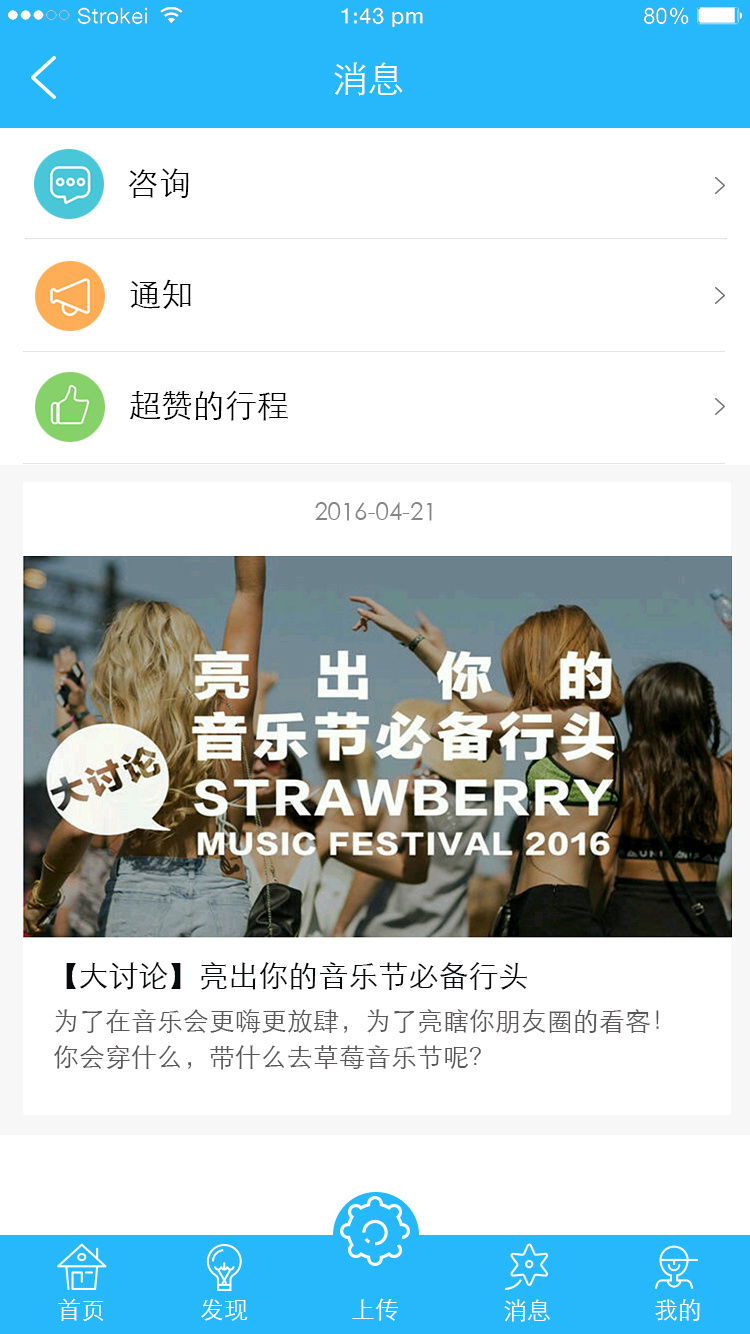 Strokei 1:43 pm 80%
消息
咨询
通知
超赞的行程
2016-04-21
亮出你的
音乐节必备行头
大讨论
STRAWBERRY
MUSIC FESTIVAL 2016
【大讨论】亮出你的音乐节必备行头
为了在音乐会更嗨更放肆，为了亮瞎你朋友圈的看客！
你会穿什么，带什么去草莓音乐节呢？
首页 发现 上传 消息 我的